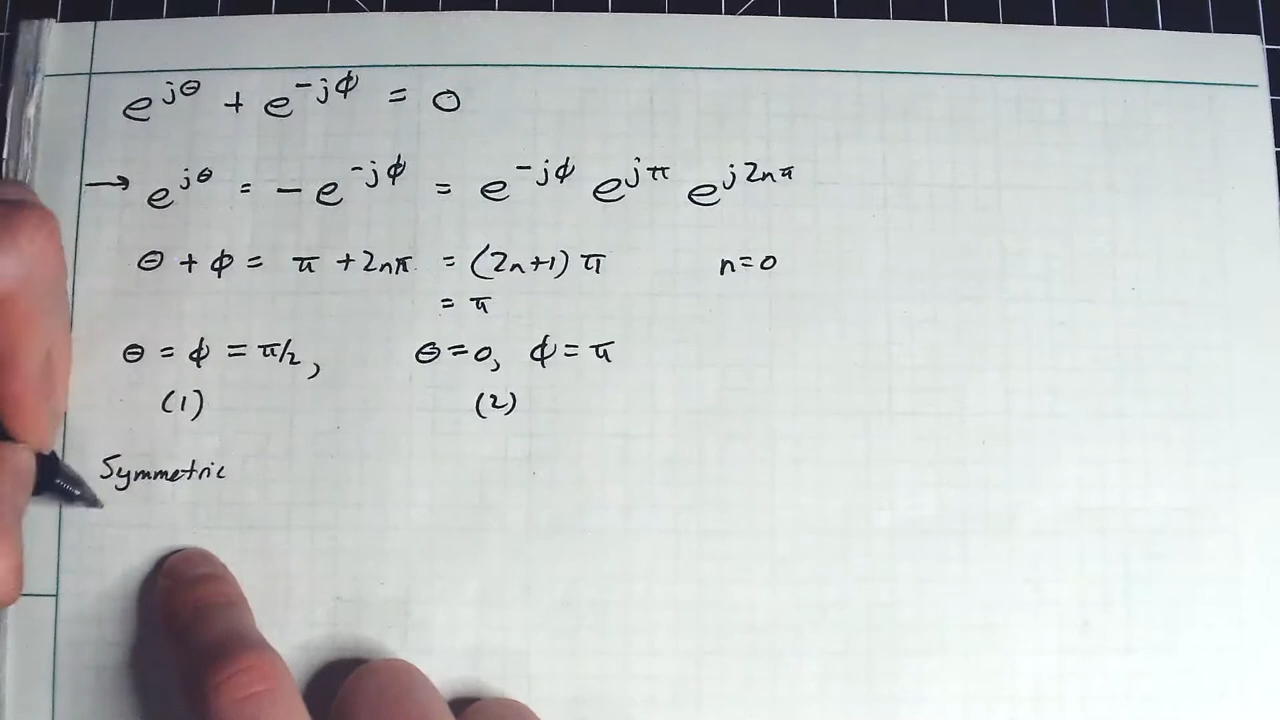 e^{jθ} + e^{-jϕ} = 0
→ e^{jθ} = -e^{-jϕ} = e^{-jϕ} e^{jπ} e^{j2nπ}
θ + ϕ = π + 2nπ = (2n+1)π n=0
= π
θ = ϕ = π/2, θ=0, ϕ=π
(1) (2)
Symmetric